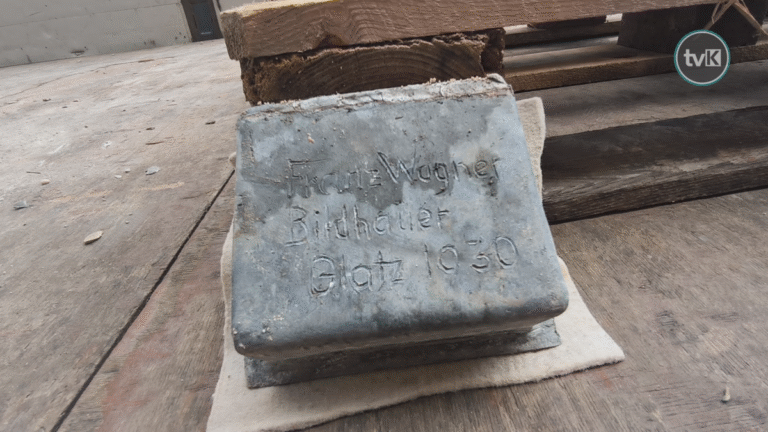 tvK
Franz Wagner
Bildhauer
Glatz 1930